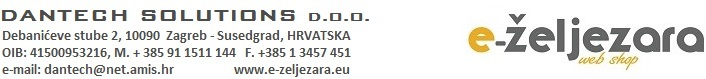 DANTECH SOLUTIONS D.O.O.
Debanićeve stube 2, 10090 Zagreb - Susedgrad, HRVATSKA
OIB: 41500953216, M. + 385 91 1511 144 F. +385 1 3457 451
e-mail: dantech@net.amis.hr www.e-zeljezara.eu
e-željezara
web shop